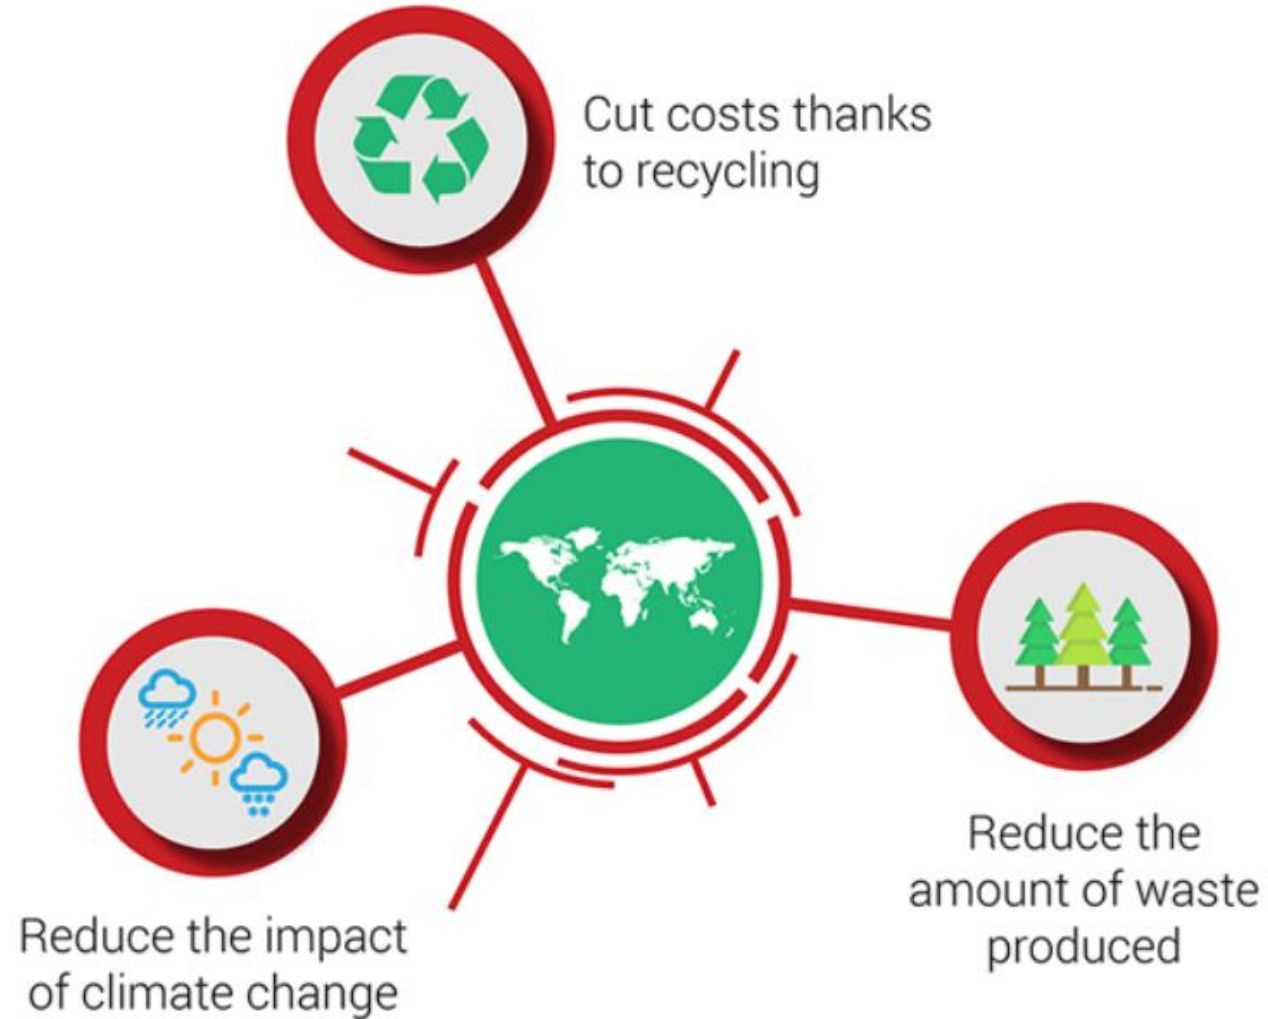 Cut costs thanks
to recycling
Reduce the
amount of waste
produced
Reduce the impact
of climate change